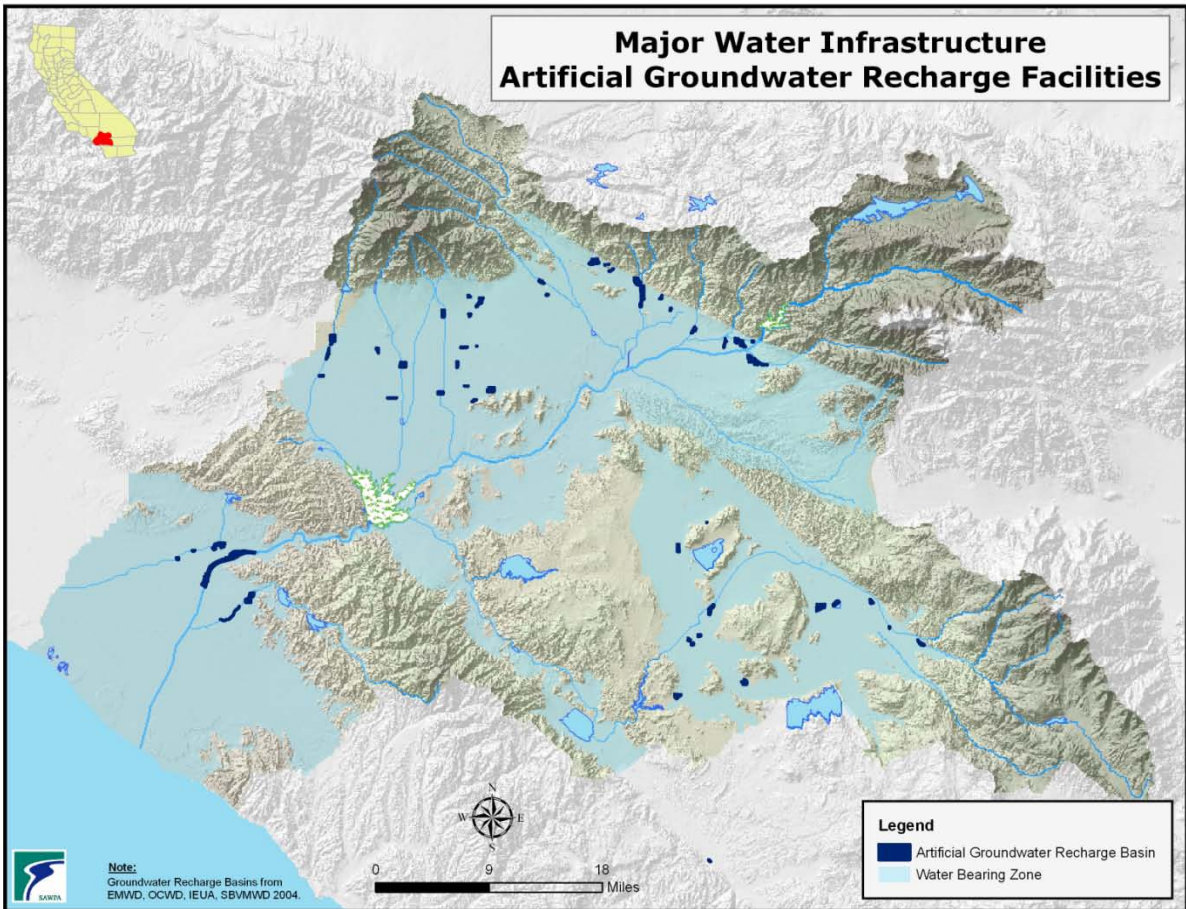 Major Water Infrastructure
Artificial Groundwater Recharge Facilities
N
W
E
S
0
9
18
Miles
Legend
Artificial Groundwater Recharge Basin
Water Bearing Zone
SAWPA
Note:
Groundwater Recharge Basins from
EMWD, OCWD, IEUA, SBVMWD 2004.